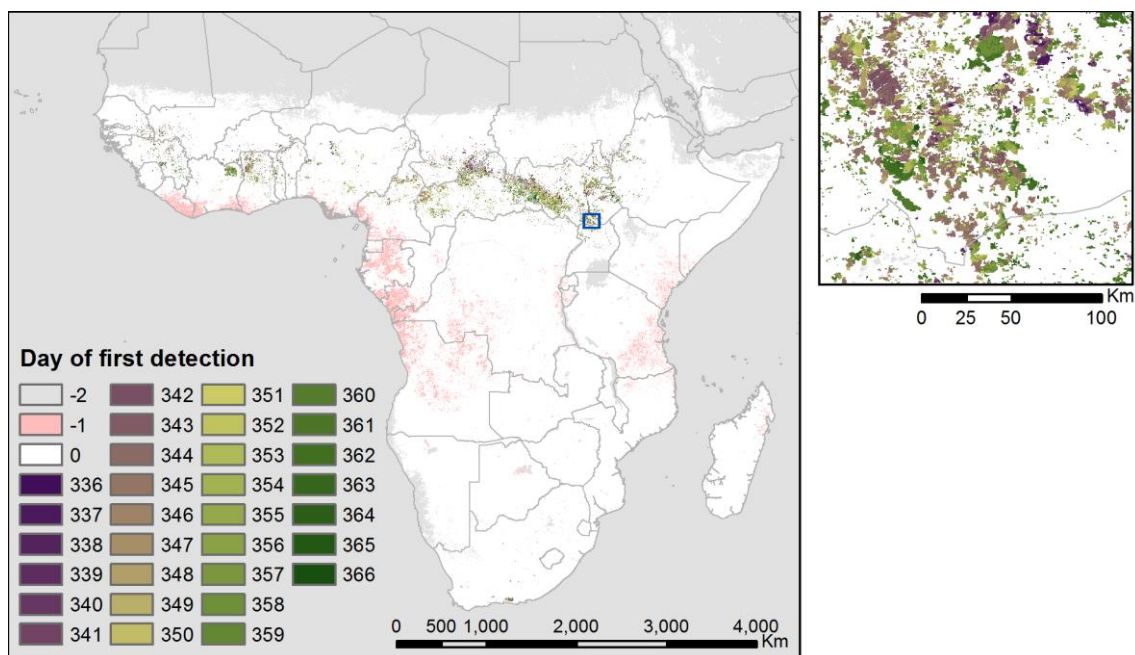 Day of first detection
-2 342 351 360
-1 343 352 361
0 344 353 362
336 345 354 363
337 346 355 364
338 347 356 365
339 348 357 366
340 349 358
341 350 359
0 500 1,000 2,000 3,000 4,000
Km
Km
0 25 50 100